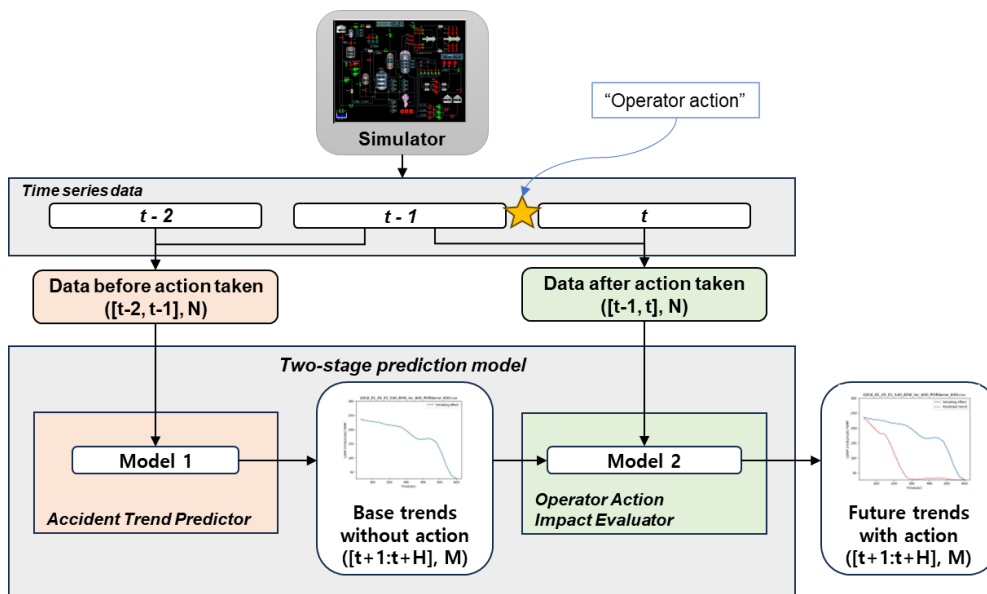 Simulator
“Operator action”
Time series data
t - 2
t - 1
t
Data before action taken
([t-2, t-1], N)
Data after action taken
([t-1, t], N)
Two-stage prediction model
Model 1
Accident Trend Predictor
Base trends
without action
([t+1:t+H], M)
Model 2
Operator Action
Impact Evaluator
Future trends
with action
([t+1:t+H], M)